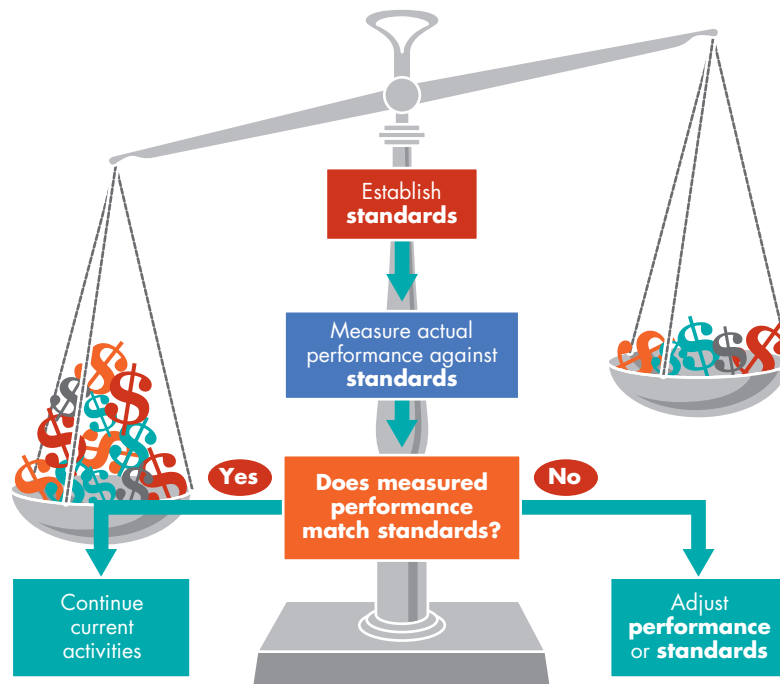 Establish
standards
Measure actual
performance against
standards
Yes
Does measured
performance
match standards?
No
Continue
current
activities
Adjust
performance
or standards